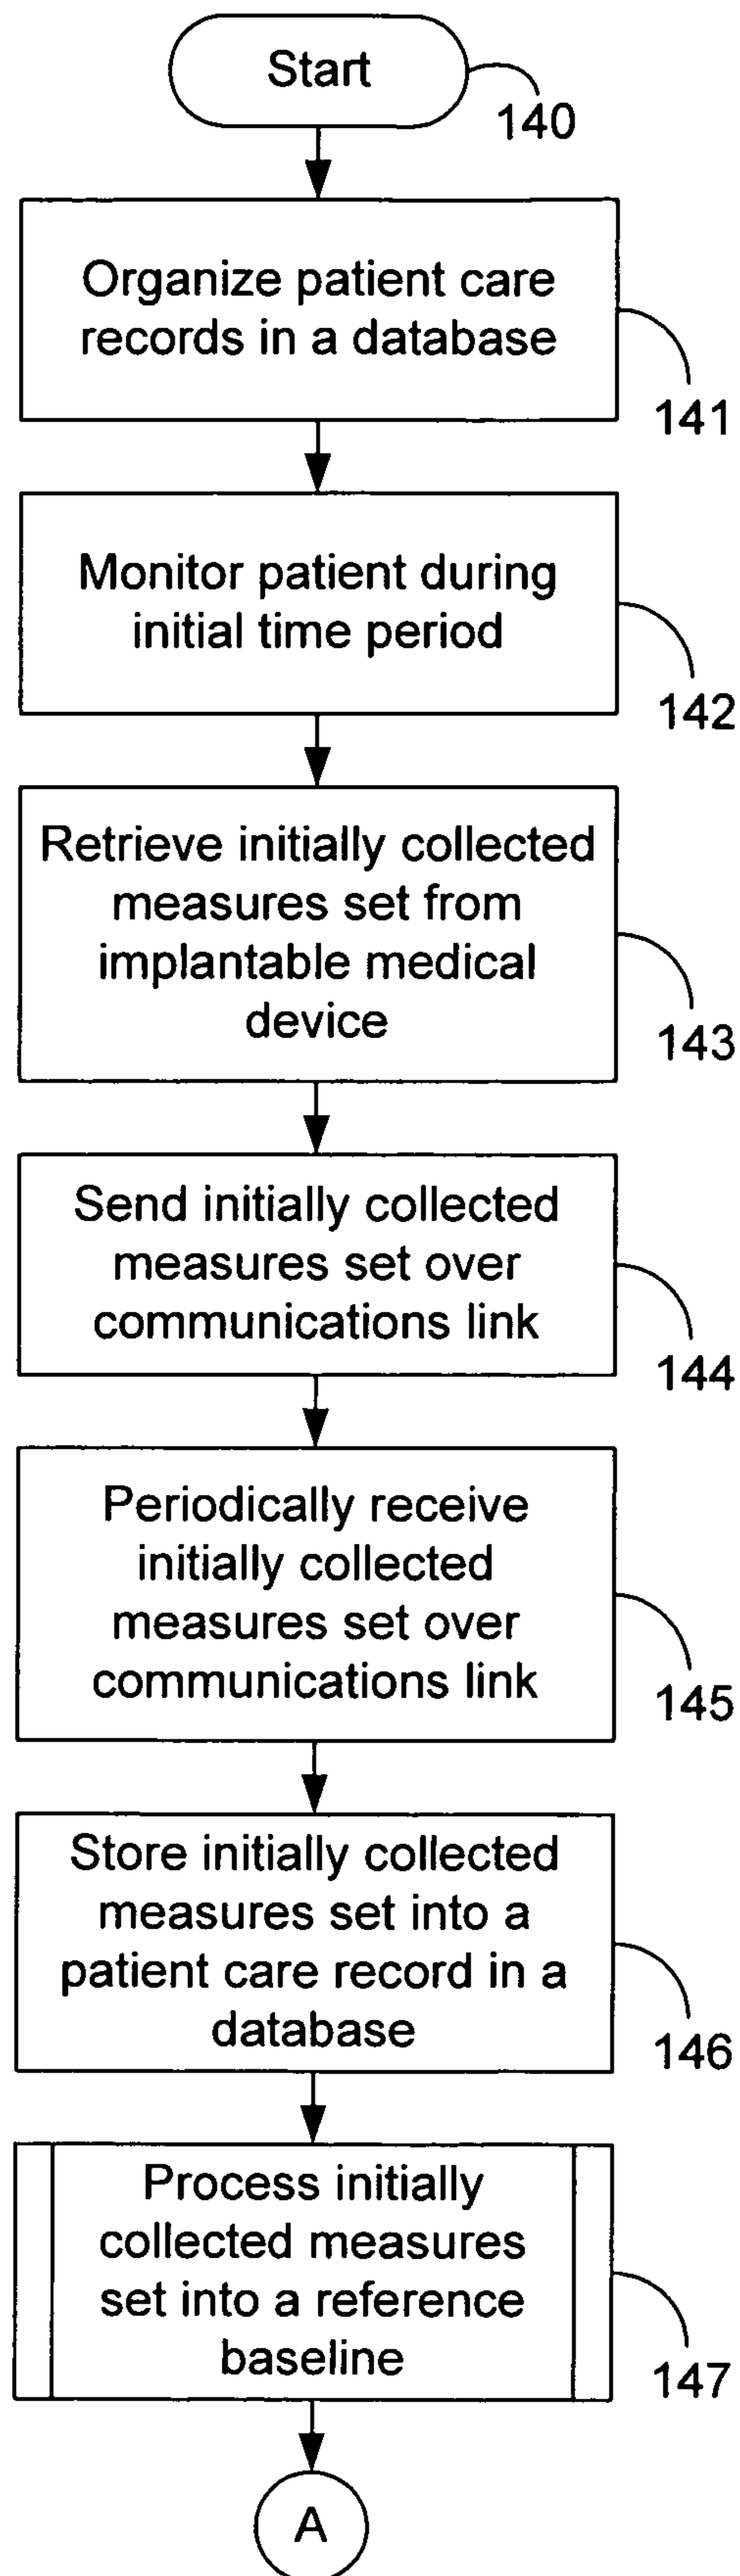 Start
140
Organize patient care
records in a database
141
Monitor patient during
initial time period
142
Retrieve initially collected
measures set from
implantable medical
device
143
Send initially collected
measures set over
communications link
144
Periodically receive
initially collected
measures set over
communications link
145
Store initially collected
measures set into a
patient care record in a
database
146
Process initially
collected measures
set into a reference
baseline
147
A